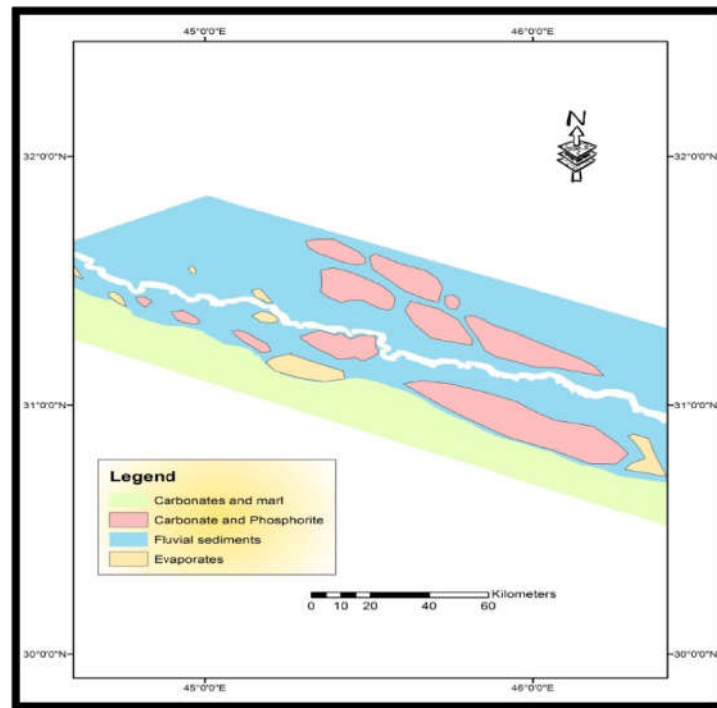 45°0'0"E 46°0'0"E
N
32°0'0"N 32°0'0"N
31°0'0"N 31°0'0"N
Legend
Carbonates and marl
Carbonate and Phosphorite
Fluvial sediments
Evaporates
Kilometers
0 5 10 20 40 60
30°0'0"N 30°0'0"N
45°0'0"E 46°0'0"E